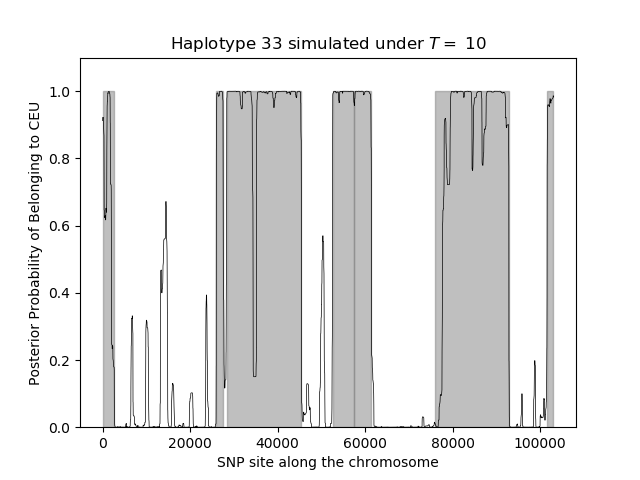 Haplotype 33 simulated under T = 10
Posterior Probability of Belonging to CEU
1.0
0.8
0.6
0.4
0.2
0.0
0 20000 40000 60000 80000 100000
SNP site along the chromosome